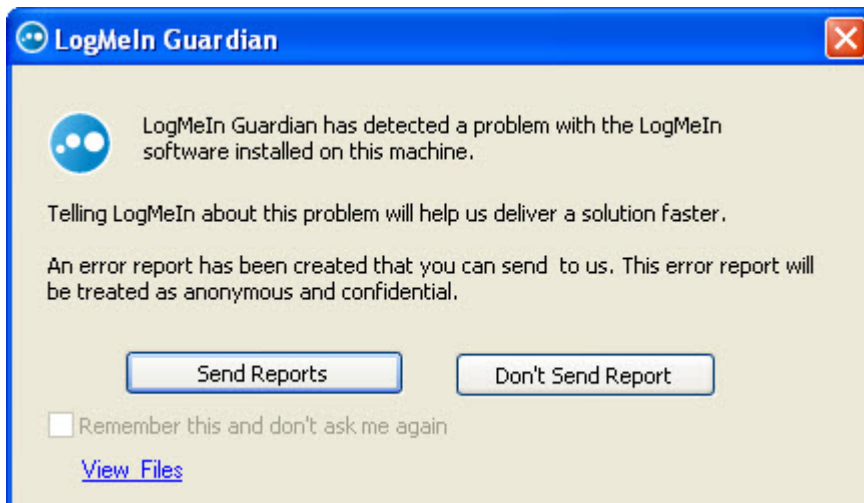 LogMeIn Guardian
LogMeIn Guardian has detected a problem with the LogMeIn
software installed on this machine.
Telling LogMeIn about this problem will help us deliver a solution faster.
An error report has been created that you can send  to us. This error report will
be treated as anonymous and confidential.
Send Reports
Don't Send Report
Remember this and don't ask me again
View  Files